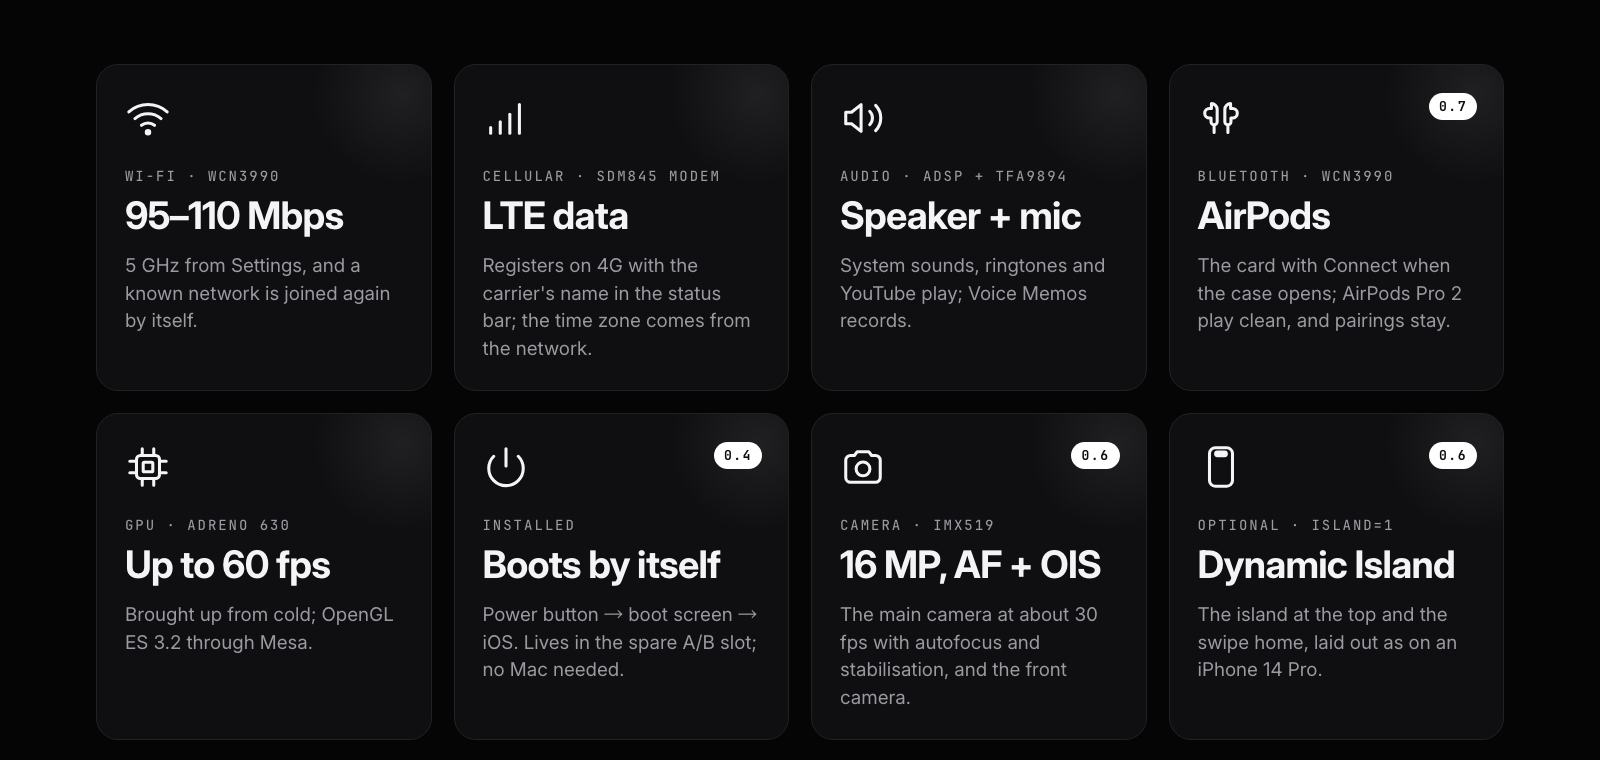 WI-FI · WCN3990
95–110 Mbps
5 GHz from Settings, and a
known network is joined again
by itself.
CELLULAR · SDM845 MODEM
LTE data
Registers on 4G with the
carrier's name in the status
bar; the time zone comes from
the network.
AUDIO · ADSP + TFA9894
Speaker + mic
System sounds, ringtones and
YouTube play; Voice Memos
records.
0.7
BLUETOOTH · WCN3990
AirPods
The card with Connect when
the case opens; AirPods Pro 2
play clean, and pairings stay.
GPU · ADRENO 630
Up to 60 fps
Brought up from cold; OpenGL
ES 3.2 through Mesa.
0.4
INSTALLED
Boots by itself
Power button → boot screen →
iOS. Lives in the spare A/B slot;
no Mac needed.
0.6
CAMERA · IMX519
16 MP, AF + OIS
The main camera at about 30
fps with autofocus and
stabilisation, and the front
camera.
0.6
OPTIONAL · ISLAND=1
Dynamic Island
The island at the top and the
swipe home, laid out as on an
iPhone 14 Pro.